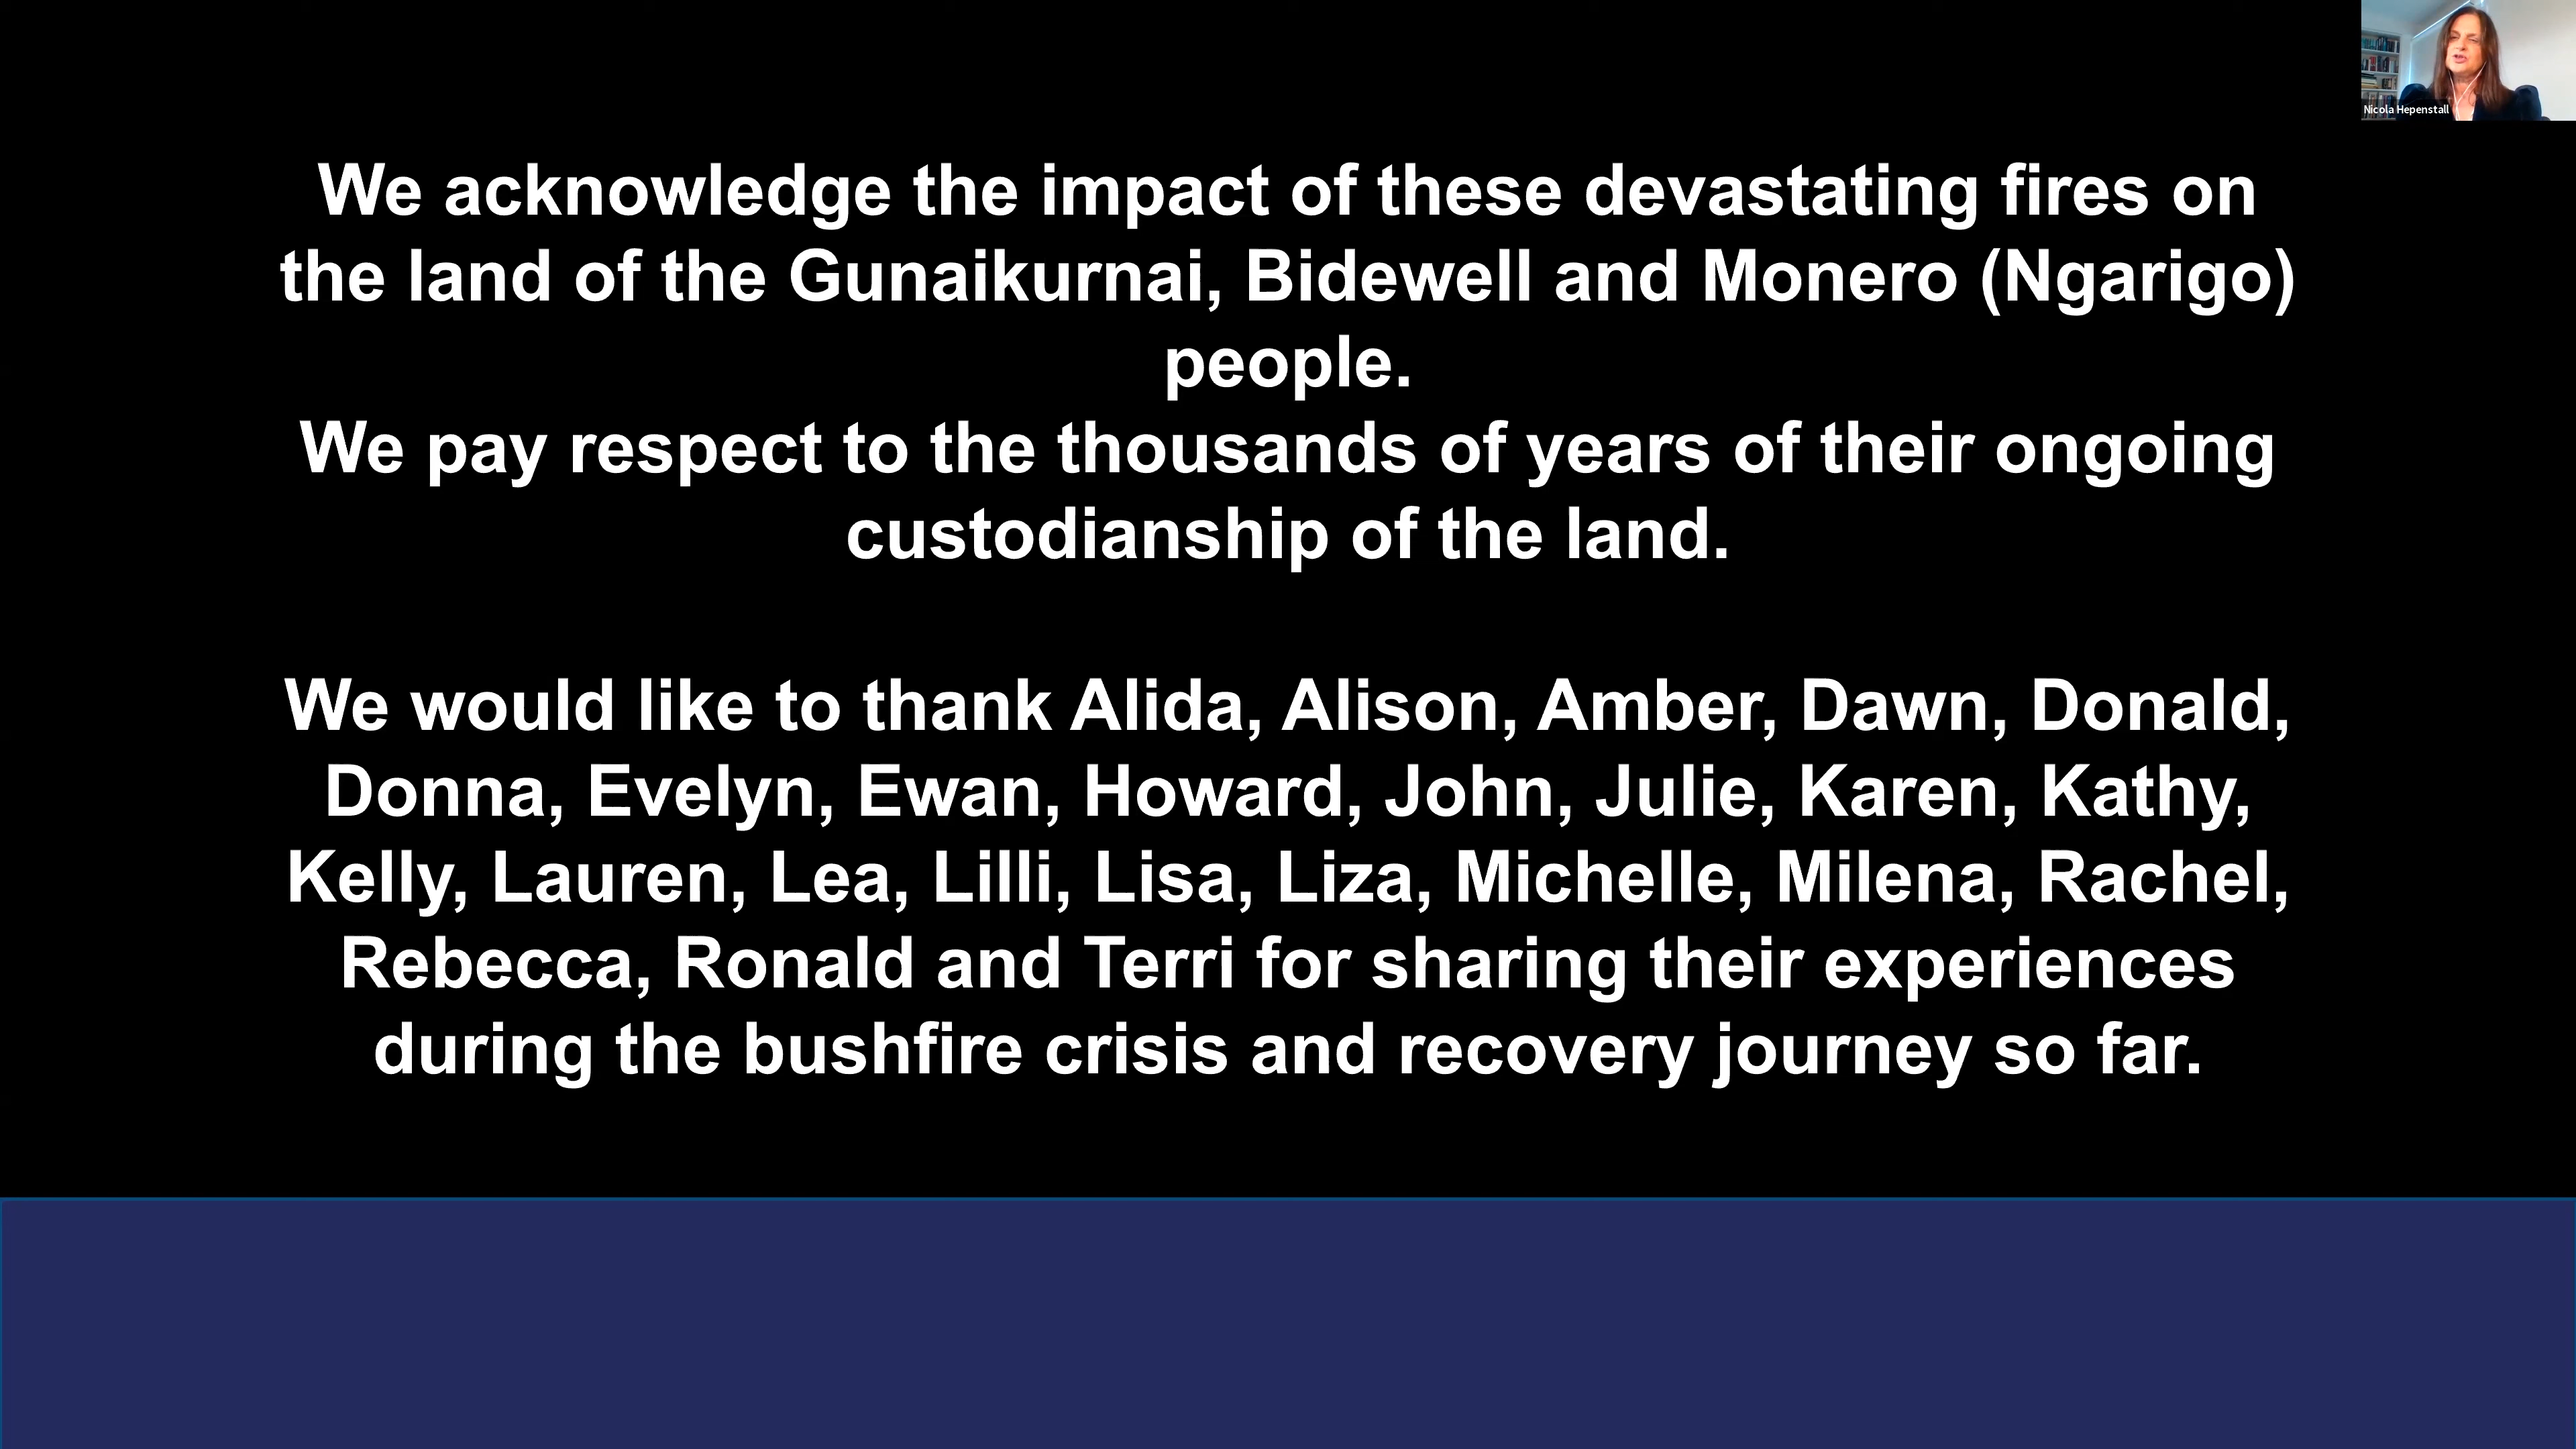 Nicola Hepenstall
We acknowledge the impact of these devastating fires on
the land of the Gunaikurnai, Bidewell and Monero (Ngarigo)
people.
We pay respect to the thousands of years of their ongoing
custodianship of the land.
We would like to thank Alida, Alison, Amber, Dawn, Donald,
Donna, Evelyn, Ewan, Howard, John, Julie, Karen, Kathy,
Kelly, Lauren, Lea, Lilli, Lisa, Liza, Michelle, Milena, Rachel,
Rebecca, Ronald and Terri for sharing their experiences
during the bushfire crisis and recovery journey so far.